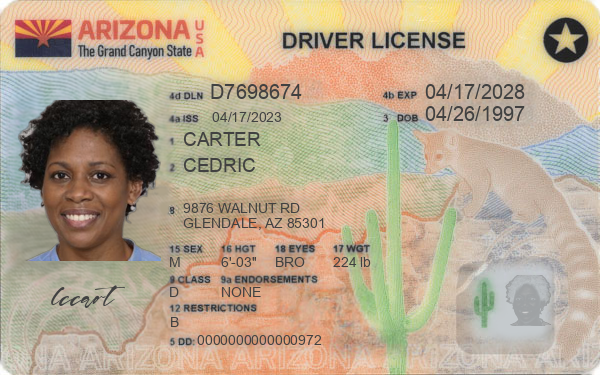 ARIZONA USA
The Grand Canyon State
DRIVER LICENSE
4d DLN D7698674
4b EXP 04/17/2028
4a ISS 04/17/2023
3 DOB 04/26/1997
1 CARTER
2 CEDRIC
8 9876 WALNUT RD
GLENDALE, AZ 85301
15 SEX 16 HGT 18 EYES 17 WGT
M 6'-03" BRO 224 lb
9 CLASS 9a ENDORSEMENTS
D NONE
12 RESTRICTIONS
B
5 DD: 0000000000000972
ARIZONA ARIZONA ARIZONA ARIZONA